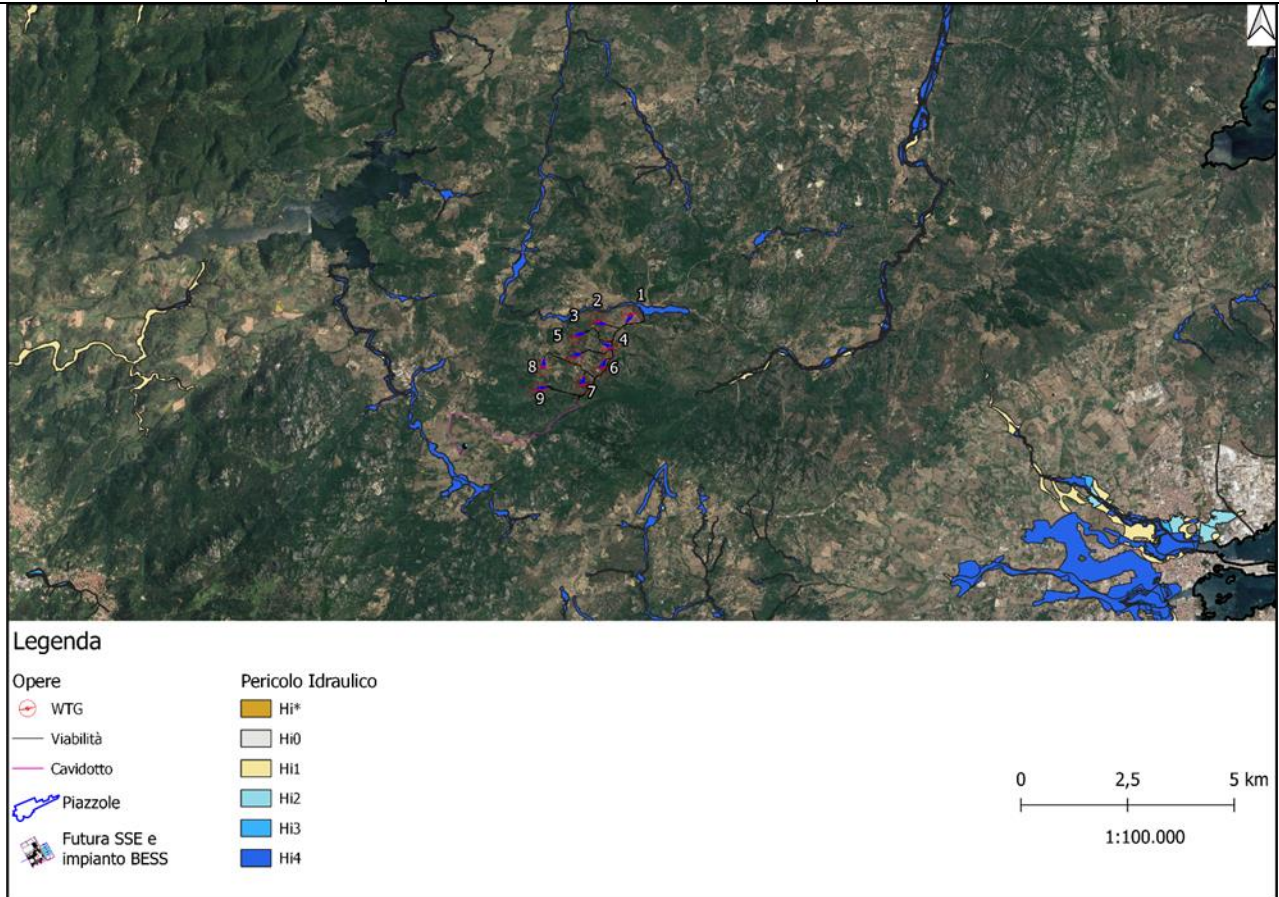 1
2
3
5
4
8
6
9
7
Legenda
Opere
WTG
Viabilità
Cavidotto
Piazzole
Futura SSE e
impianto BESS
Pericolo Idraulico
Hi*
Hi0
Hi1
Hi2
Hi3
Hi4
0 2,5 5 km
1:100.000